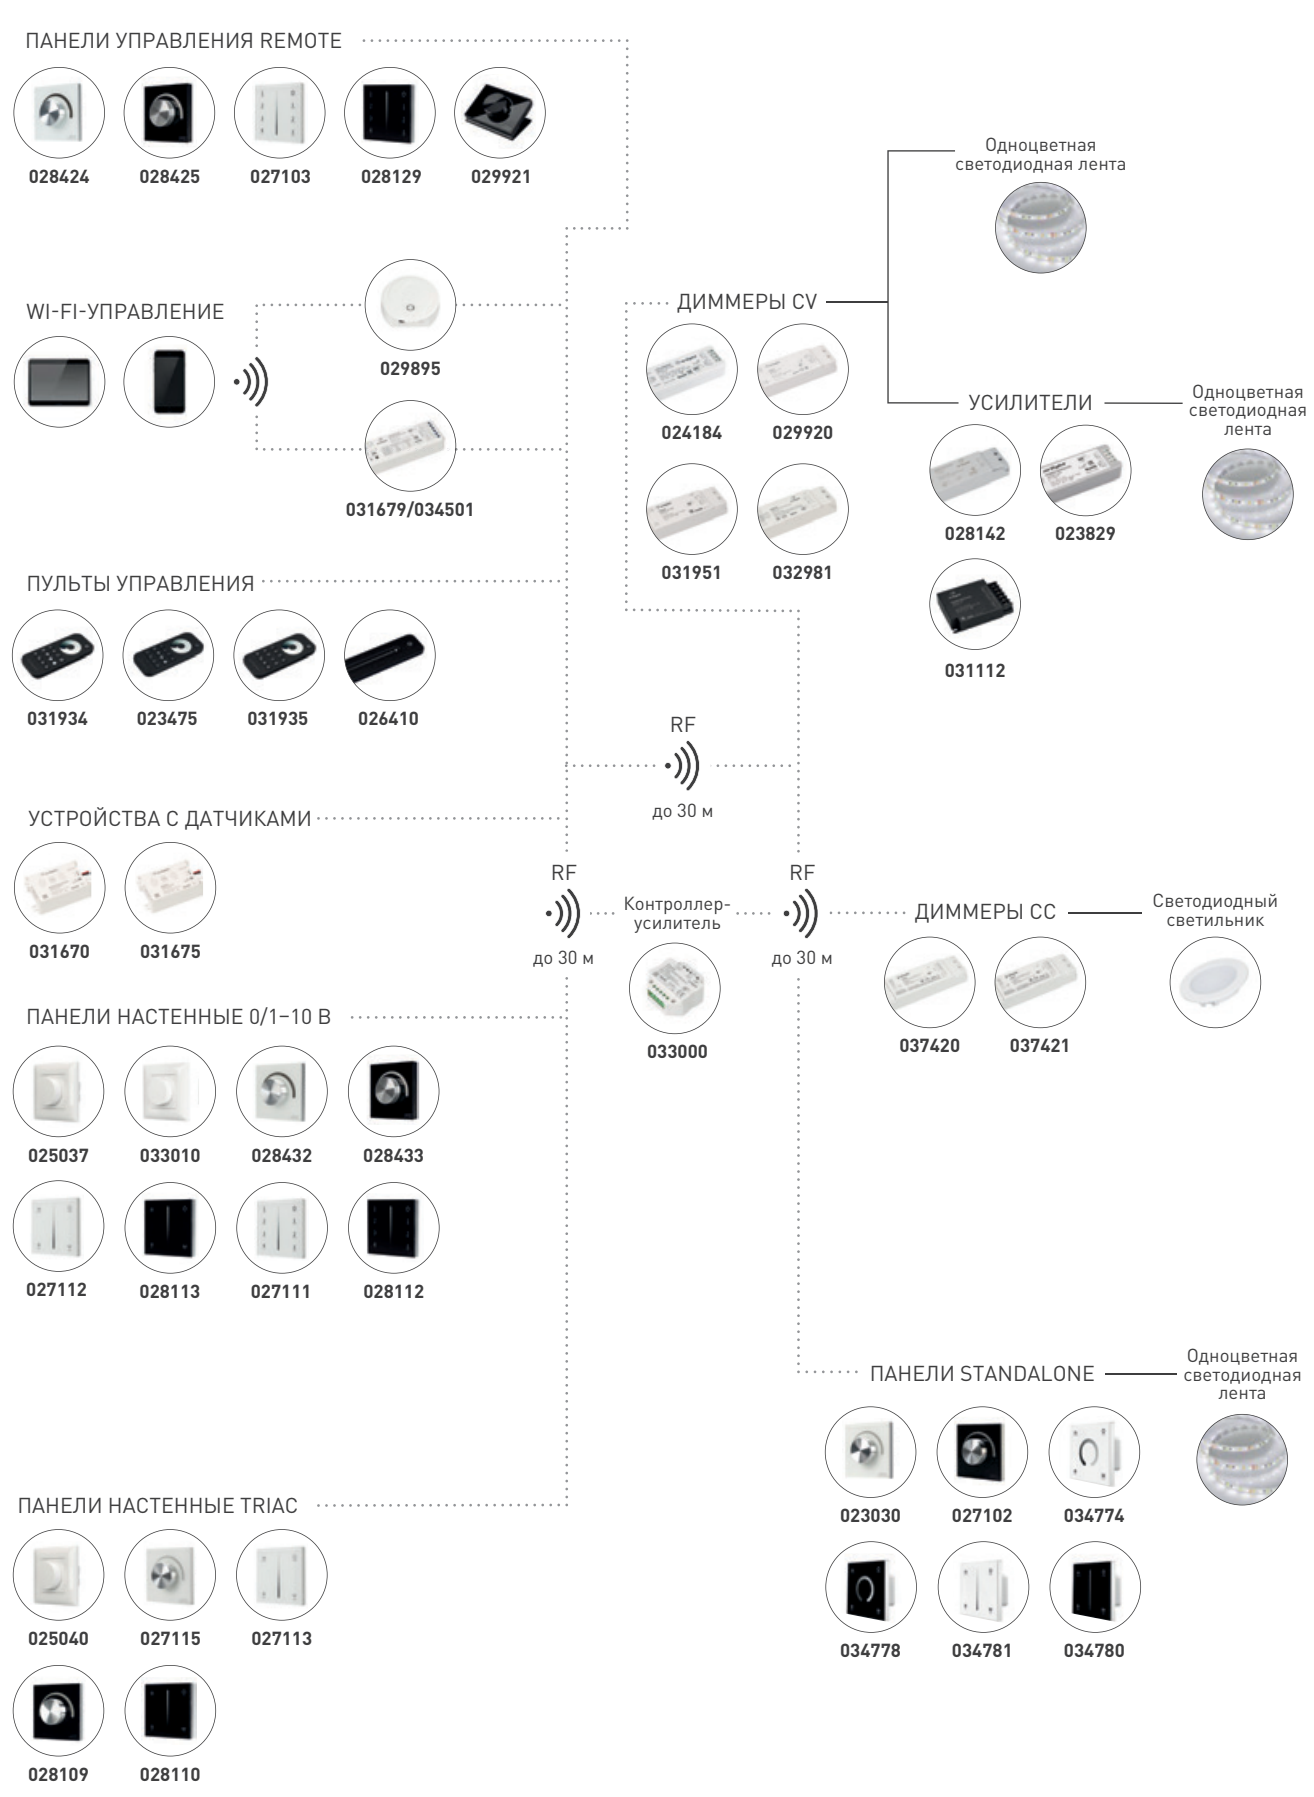 ПАНЕЛИ УПРАВЛЕНИЯ REMOTE
028424 028425 027103 028129 029921
WI-FI-УПРАВЛЕНИЕ
029895
031679/034501
ПУЛЬТЫ УПРАВЛЕНИЯ
031934 023475 031935 026410
УСТРОЙСТВА С ДАТЧИКАМИ
031670 031675
ПАНЕЛИ НАСТЕННЫЕ 0/1–10 В
025037 033010 028432 028433
027112 028113 027111 028112
ПАНЕЛИ НАСТЕННЫЕ TRIAC
025040 027115 027113
028109 028110
RF
до 30 м
RF
до 30 м
Контроллер-
усилитель
033000
RF
до 30 м
ДИММЕРЫ CV
024184 029920
031951 032981
Одноцветная
светодиодная лента
УСИЛИТЕЛИ
028142 023829
031112
Одноцветная
светодиодная
лента
ДИММЕРЫ СС
037420 037421
Светодиодный
светильник
ПАНЕЛИ STANDALONE
023030 027102 034774
034778 034781 034780
Одноцветная
светодиодная
лента